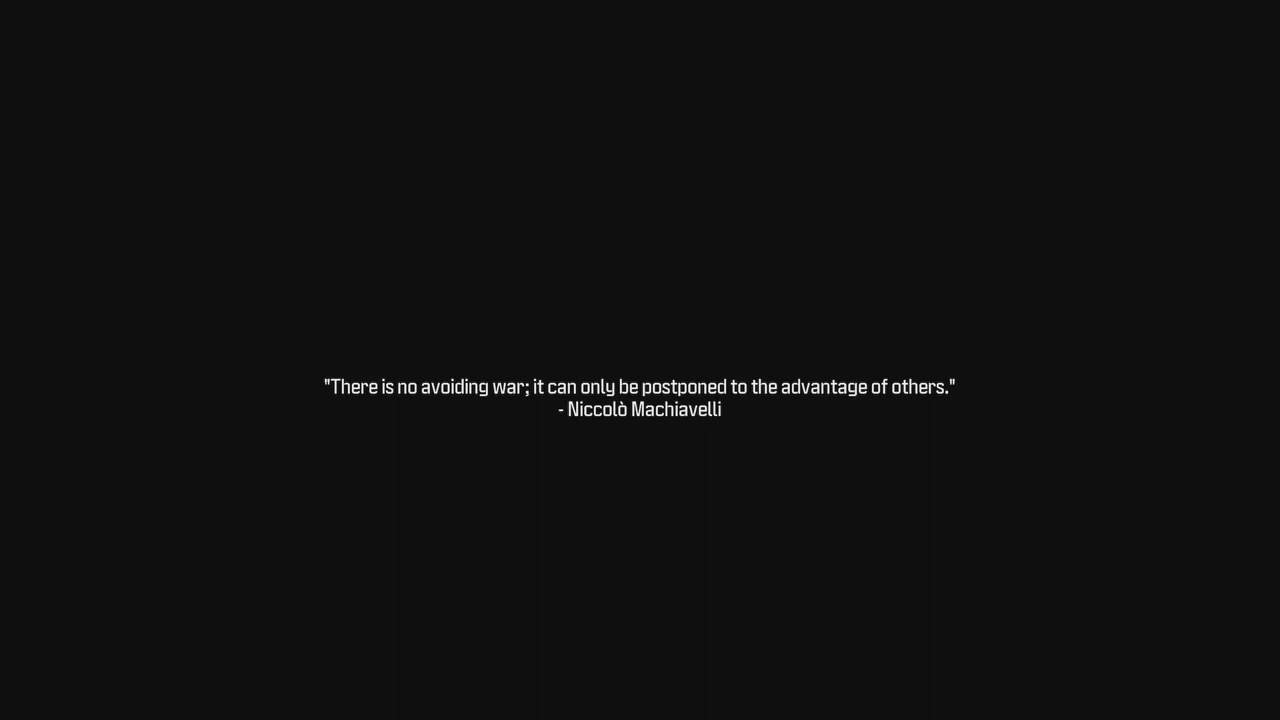 "There is no avoiding war; it can only be postponed to the advantage of others."
- Niccolò Machiavelli